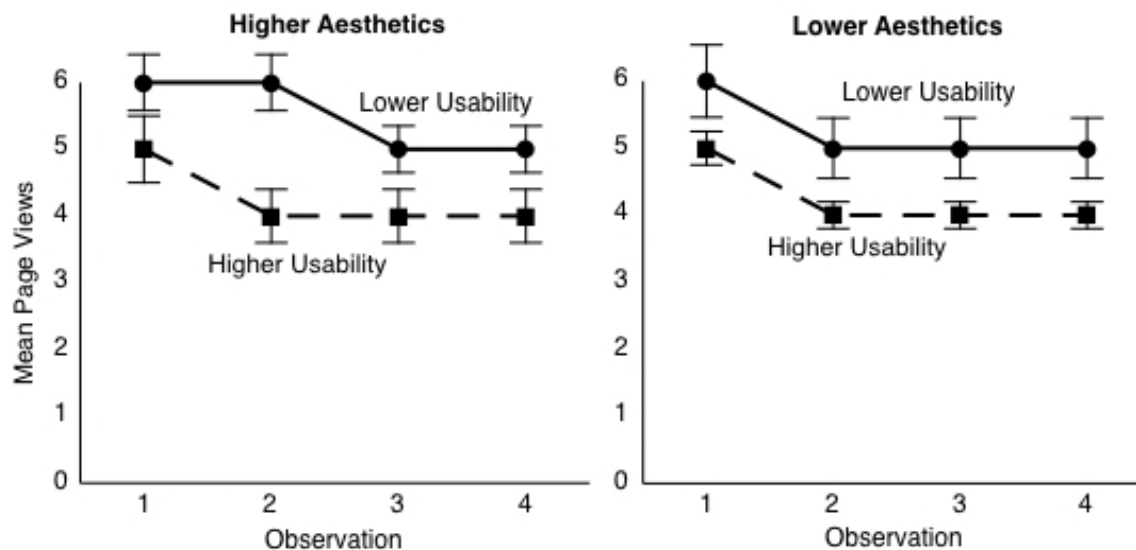 Higher Aesthetics
Mean Page Views
6
5
4
3
2
1
0
Lower Usability
Higher Usability
1 2 3 4
Observation
Lower Aesthetics
6
5
4
3
2
1
0
Lower Usability
Higher Usability
1 2 3 4
Observation